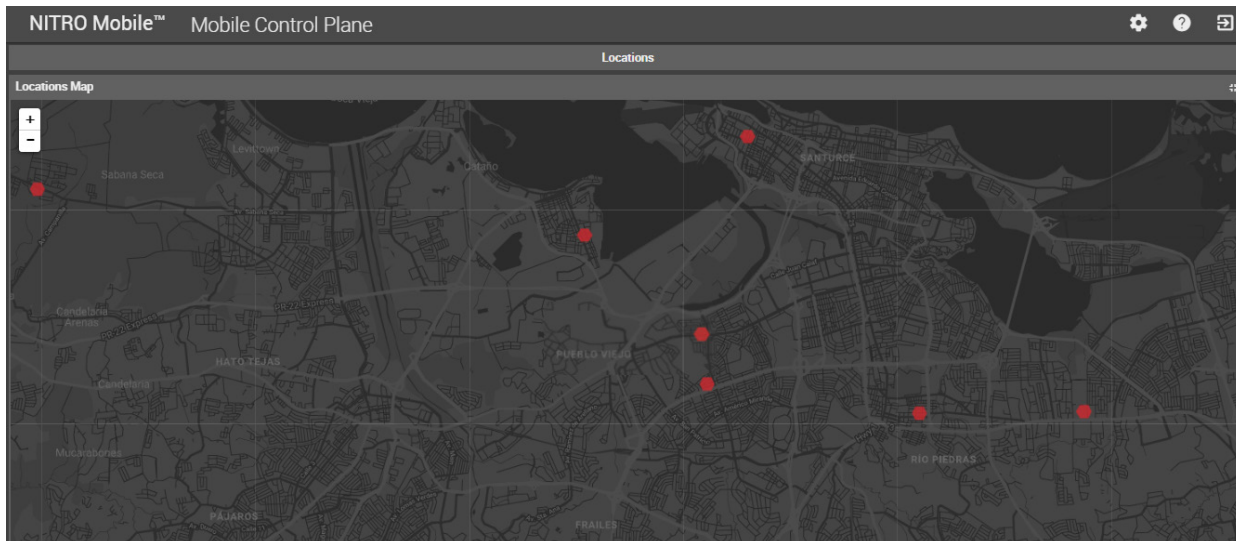 NITRO Mobile™ Mobile Control Plane
Locations
Locations Map
+
−
Levittown
Cataño
SANTURCE
Sabana Seca
Candelaria
Arenas
HATO TEJAS
PUEBLO VIEJO
Candelaria
Mucarabones
RÍO PIEDRAS
PÁJAROS
FRAILES